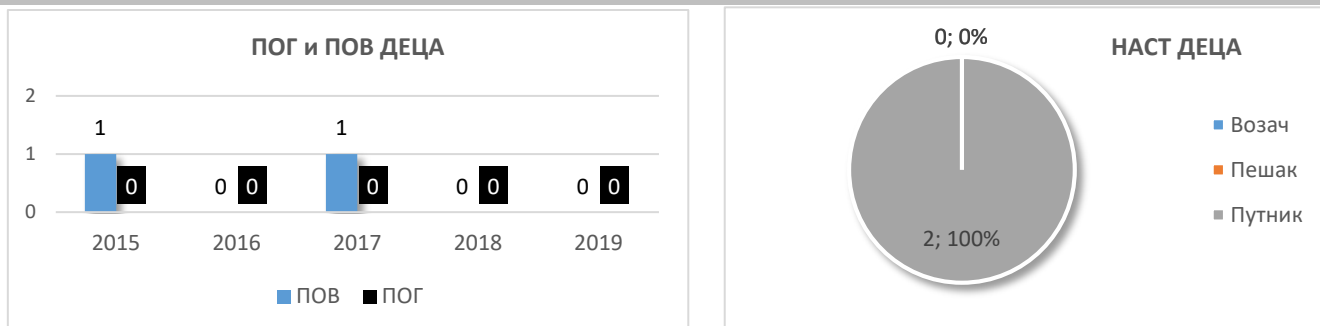 ПОГ и ПОВ ДЕЦА
2
1
0
1 0 0 0 1 0 0 0 0 0
2015 2016 2017 2018 2019
ПОВ ПОГ
НАСТ ДЕЦА
0; 0%
2; 100%
Возач
Пешак
Путник